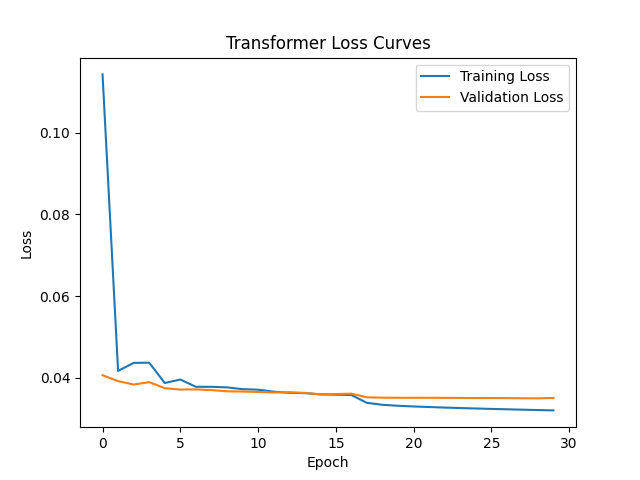 Transformer Loss Curves
Training Loss
Validation Loss
0.10
0.08
0.06
0.04
Loss
0 5 10 15 20 25 30
Epoch